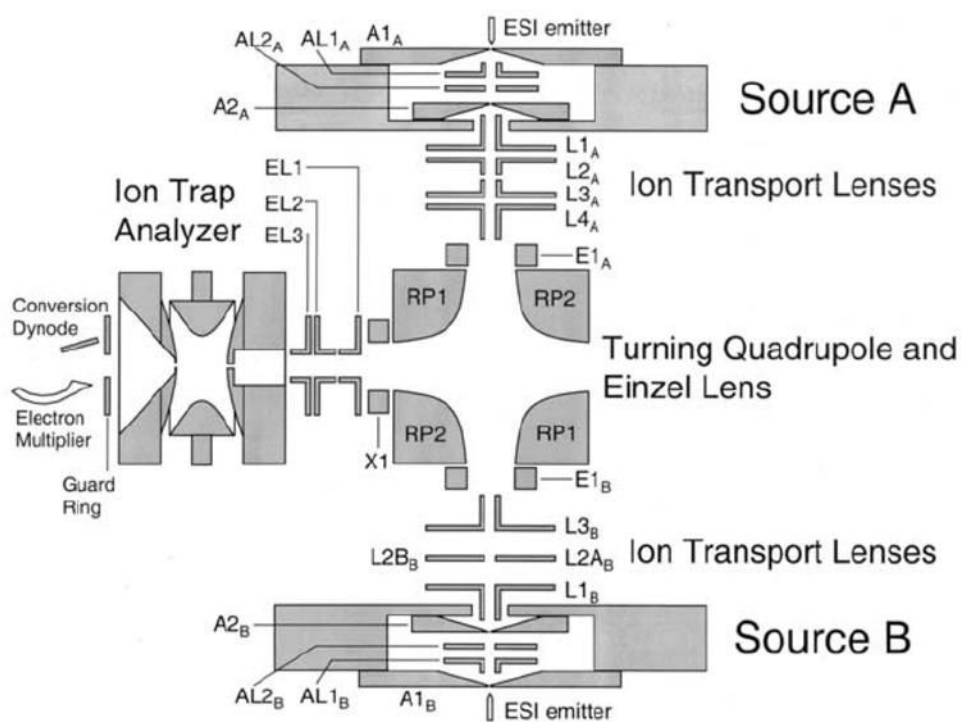 ESI emitter
A1A
AL1A
AL2A
A2A
Source A
L1A
L2A
L3A
L4A
Ion Transport Lenses
EL1
EL2
EL3
Ion Trap
Analyzer
E1A
RP1
RP2
Conversion
Dynode
Turning Quadrupole and
Einzel Lens
Electron
Multiplier
Guard
Ring
X1
RP2
RP1
E1B
L3B
L2BB
L2AB
L1B
Ion Transport Lenses
A2B
Source B
AL2B
AL1B
A1B
ESI emitter